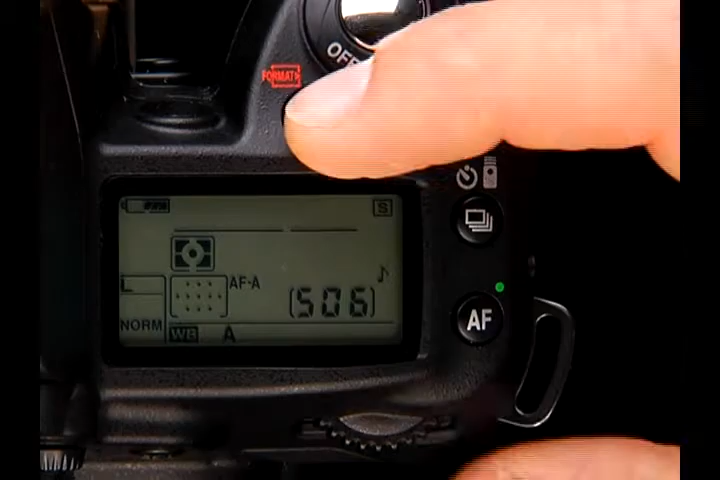 OFF
FORMAT
S
AF-A
L
[506]
NORM
WB A
AF